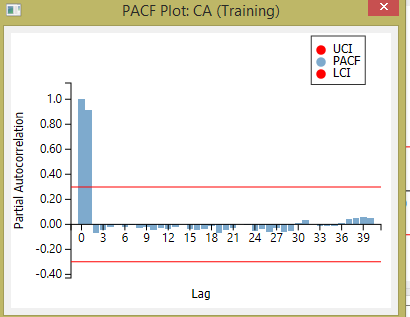 PACF Plot: CA (Training)
×
UCI
PACF
LCI
1.0
0.80
0.60
0.40
0.20
0.00
-0.20
-0.40
Partial Autocorrelation
0 3 6 9 12 15 18 21 24 27 30 33 36 39
Lag